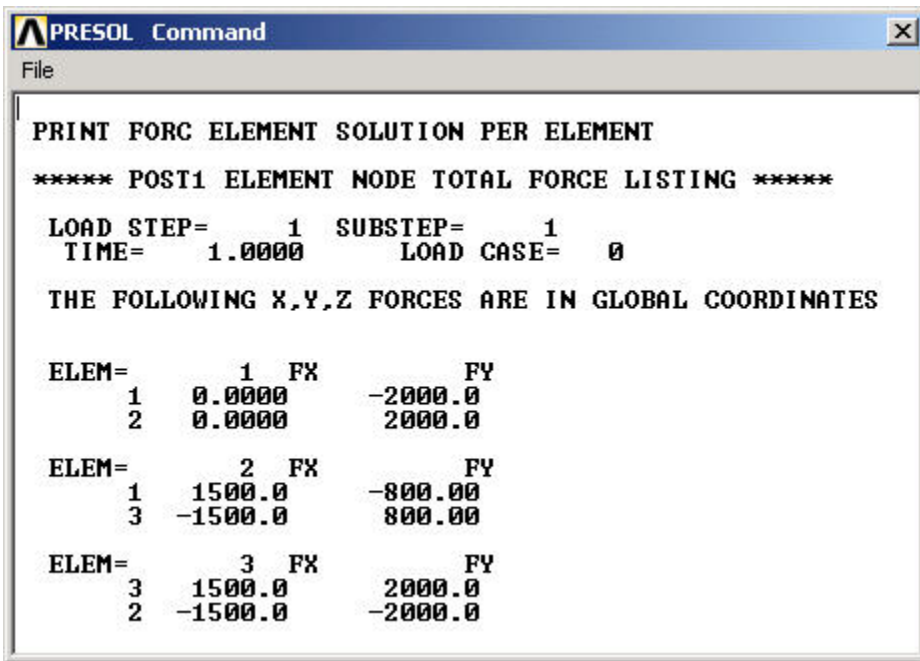 PRESOL Command
File
PRINT FORC ELEMENT SOLUTION PER ELEMENT
***** POST1 ELEMENT NODE TOTAL FORCE LISTING *****
LOAD STEP= 1 SUBSTEP= 1
TIME= 1.0000 LOAD CASE= 0
THE FOLLOWING X,Y,Z FORCES ARE IN GLOBAL COORDINATES
ELEM= 1 FX FY
1 0.0000 -2000.0
2 0.0000 2000.0
ELEM= 2 FX FY
1 1500.0 -800.00
3 -1500.0 800.00
ELEM= 3 FX FY
3 1500.0 2000.0
2 -1500.0 -2000.0